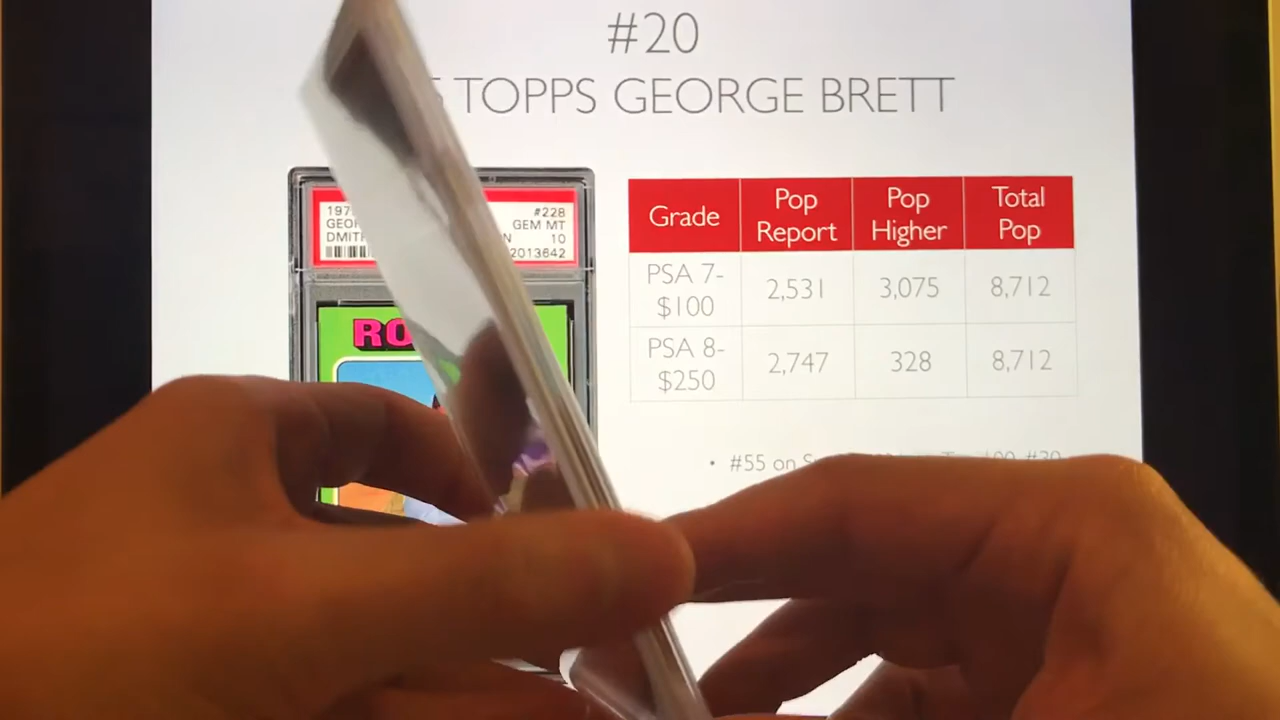 #20
TOPPS GEORGE BRETT
#228
GEM MT
10
2013642
RO
Grade
Pop Report
Pop Higher
Total Pop
PSA 7-
$100
2,531
3,075
8,712
PSA 8-
$250
2,747
328
8,712
• #55 on